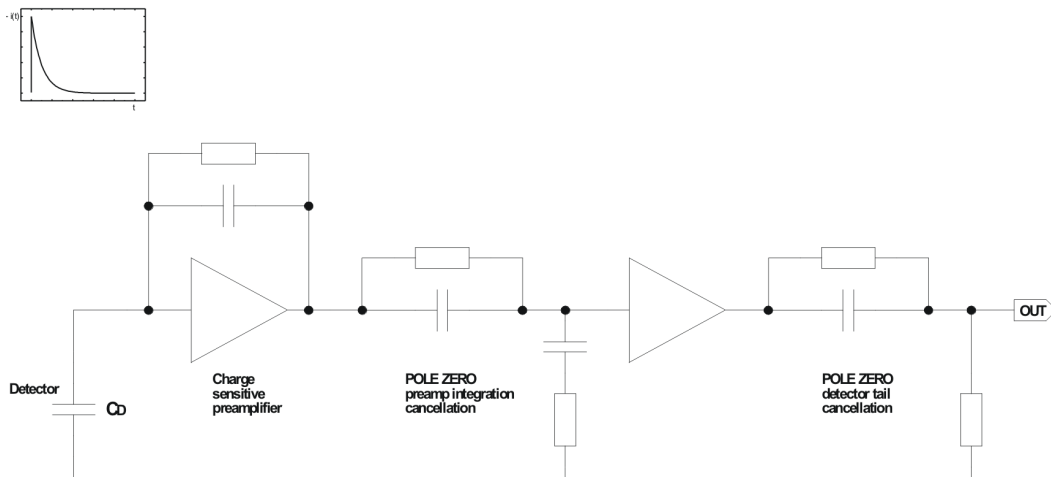 - i(t)
t
Detector
CD
Charge
sensitive
preamplifier
POLE ZERO
preamp integration
cancellation
POLE ZERO
detector tail
cancellation
OUT